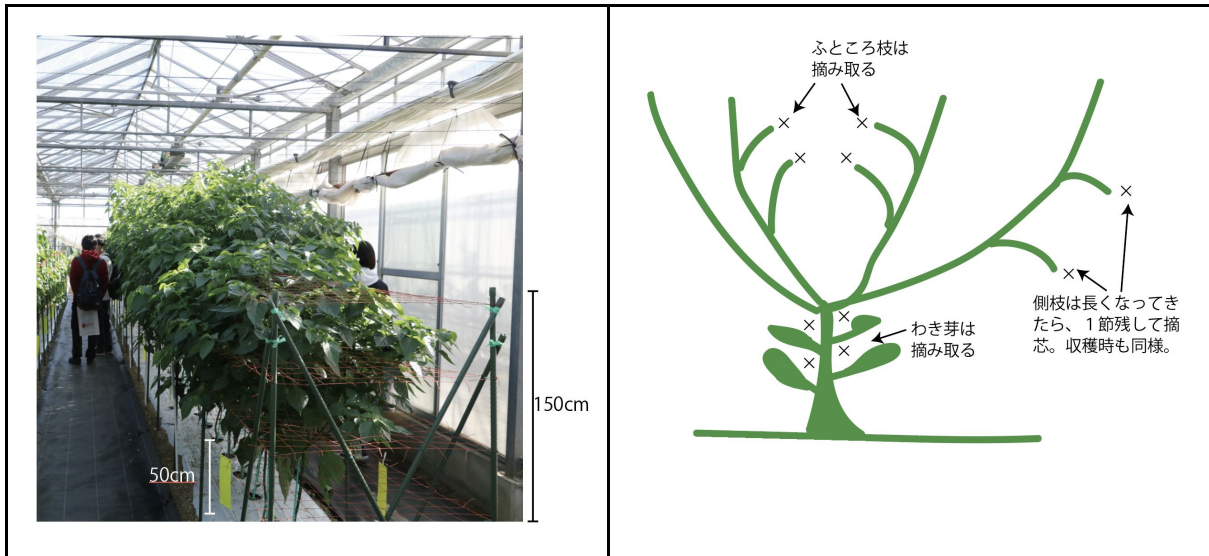 150cm
50cm
ふところ枝は
摘み取る
側枝は長くなってき
たら、１節残して摘
芯。収穫時も同様。
わき芽は
摘み取る